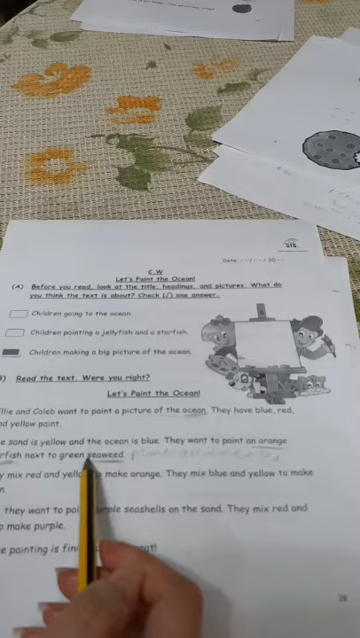 Date: - - / - - / 20 - -
C.W
Let's Paint the Ocean!
(A) Before you read, look at the title, headings, and pictures. What do
you think the text is about? Check (√) one answer.
Children going to the ocean.
Children painting a jellyfish and a starfish.
Children making a big picture of the ocean.
) Read the text. Were you right?
Let's Paint the Ocean!
llie and Caleb want to paint a picture of the ocean. They have blue, red,
nd yellow paint.
e sand is yellow and the ocean is blue. They want to paint an orange
rfish next to green seaweed.
y mix red and yello to make orange. They mix blue and yellow to make
n.
they want to pai rple seashells on the sand. They mix red and
o make purple.
e painting is fini at!